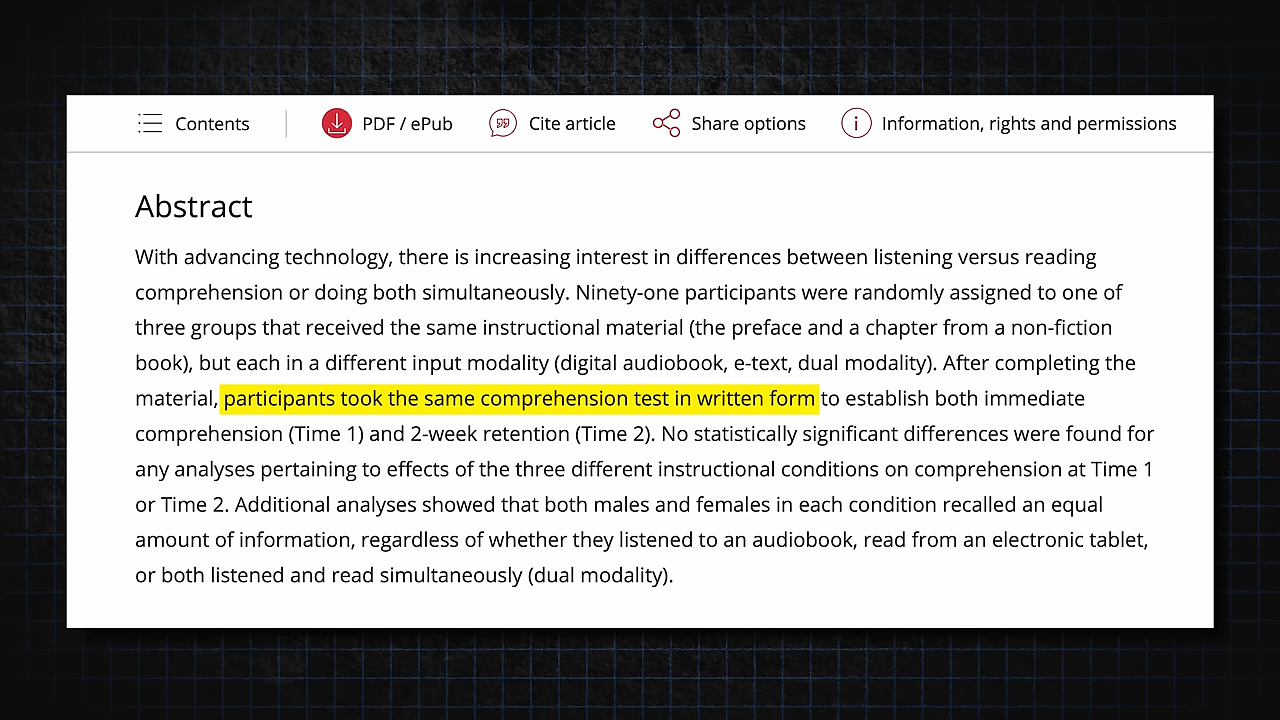 Contents
PDF / ePub
Cite article
Share options
Information, rights and permissions
Abstract
With advancing technology, there is increasing interest in differences between listening versus reading
comprehension or doing both simultaneously. Ninety-one participants were randomly assigned to one of
three groups that received the same instructional material (the preface and a chapter from a non-fiction
book), but each in a different input modality (digital audiobook, e-text, dual modality). After completing the
material, participants took the same comprehension test in written form to establish both immediate
comprehension (Time 1) and 2-week retention (Time 2). No statistically significant differences were found for
any analyses pertaining to effects of the three different instructional conditions on comprehension at Time 1
or Time 2. Additional analyses showed that both males and females in each condition recalled an equal
amount of information, regardless of whether they listened to an audiobook, read from an electronic tablet,
or both listened and read simultaneously (dual modality).